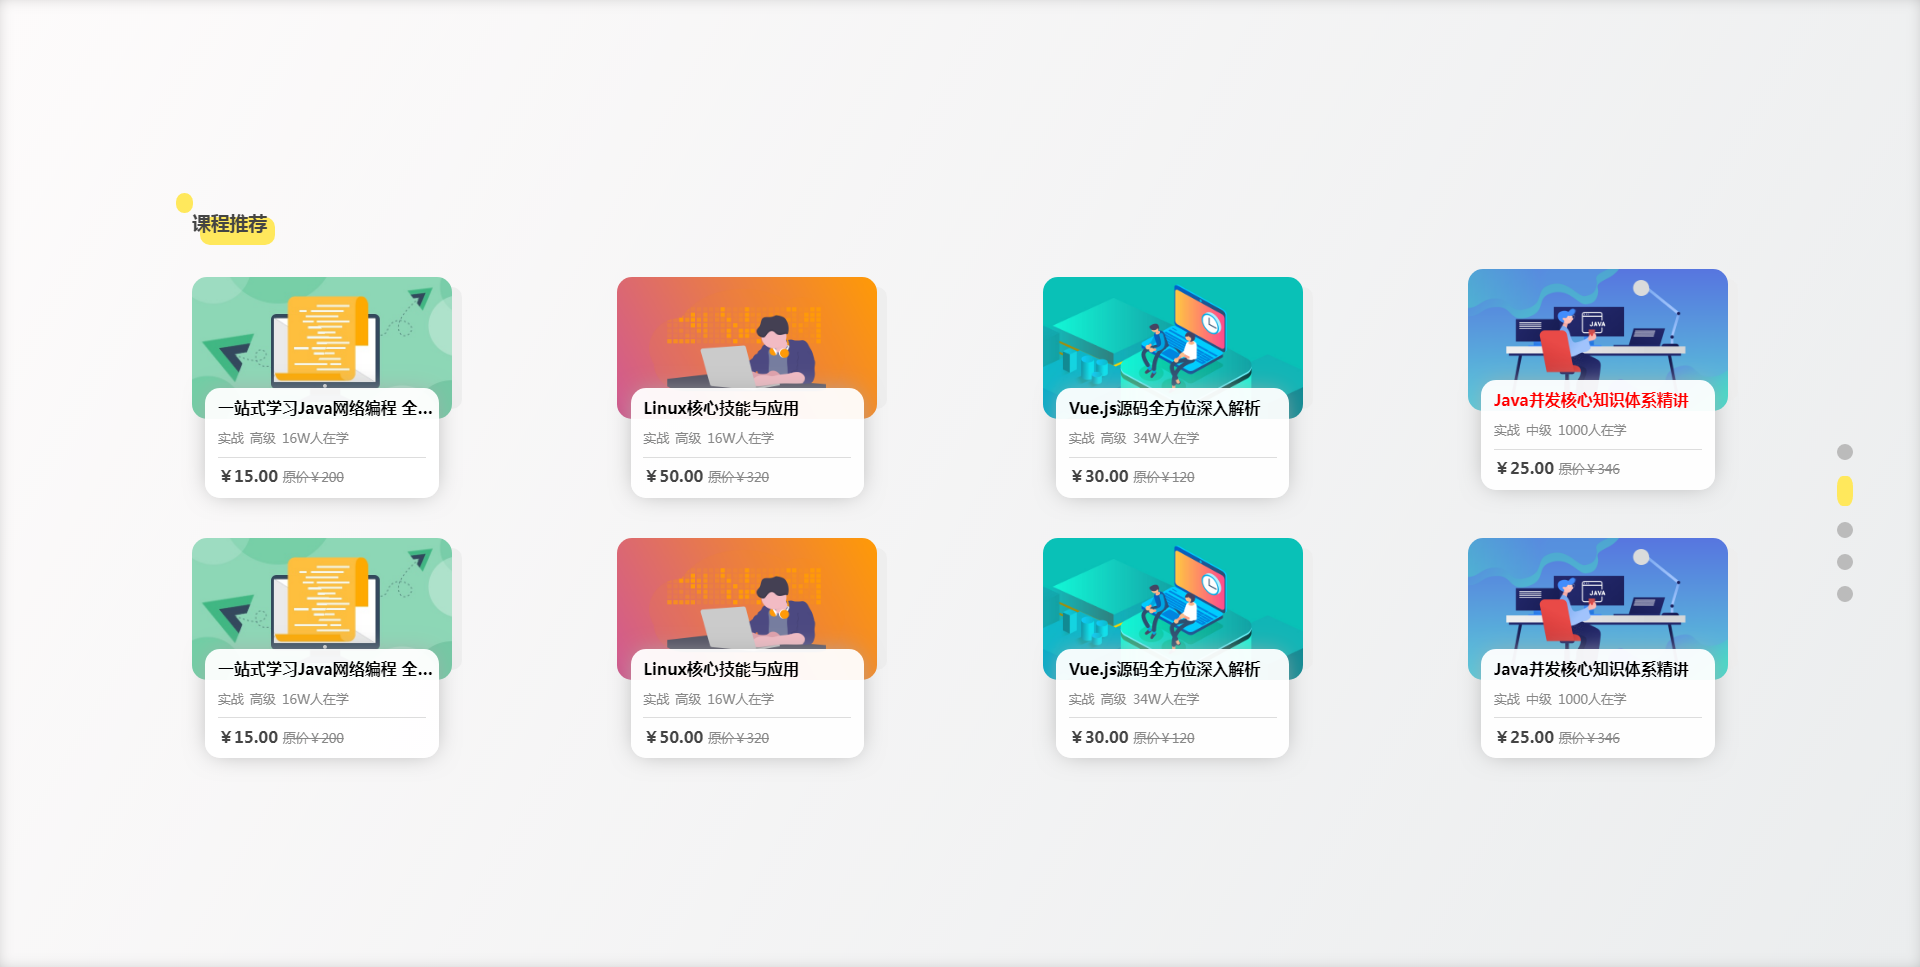 课程推荐
一站式学习Java网络编程 全...
实战 高级 16W人在学
￥15.00 原价￥200
Linux核心技能与应用
实战 高级 16W人在学
￥50.00 原价￥320
Vue.js源码全方位深入解析
实战 高级 34W人在学
￥30.00 原价￥120
JAVA
Java并发核心知识体系精讲
实战 中级 1000人在学
￥25.00 原价￥346
一站式学习Java网络编程 全...
实战 高级 16W人在学
￥15.00 原价￥200
Linux核心技能与应用
实战 高级 16W人在学
￥50.00 原价￥320
Vue.js源码全方位深入解析
实战 高级 34W人在学
￥30.00 原价￥120
JAVA
Java并发核心知识体系精讲
实战 中级 1000人在学
￥25.00 原价￥346